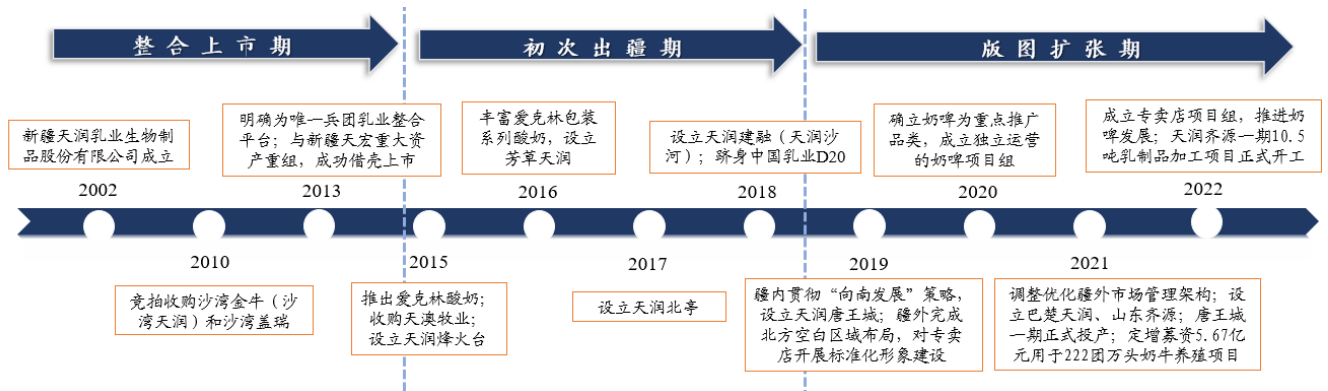 整合上市期
初次出疆期
版图扩张期
新疆天润乳业生物制
品股份有限公司成立
2002
明确为唯一兵团乳业整合
平台；与新疆天宏重大资
产重组，成功借壳上市
2013
丰富爱克林包装
系列酸奶，设立
芳草天润
2016
设立天润建融（天润沙
河）；跻身中国乳业D20
2018
确立奶啤为重点推广
品类，成立独立运营
的奶啤项目组
2020
成立专卖店项目组，推进奶
啤发展；天润齐源一期10.5
吨乳制品加工项目正式开工
2022
2010
竞拍收购沙湾金牛（沙
湾天润）和沙湾盖瑞
2015
推出爱克林酸奶；
收购天澳牧业；
设立天润烽火台
2017
设立天润北亭
2019
疆内贯彻“向南发展”策略，
设立天润唐王城；疆外完成
北方空白区域布局，对专卖
店开展标准化形象建设
2021
调整优化疆外市场管理架构；设
立巴楚天润、山东齐源；唐王城
一期正式投产；定增募资5.67亿
元用于222团万头奶牛养殖项目